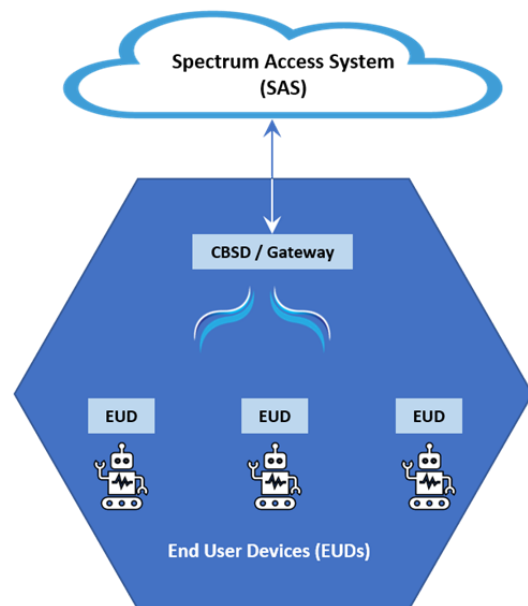 Spectrum Access System
(SAS)
CBSD / Gateway
EUD
EUD
EUD
End User Devices (EUDs)